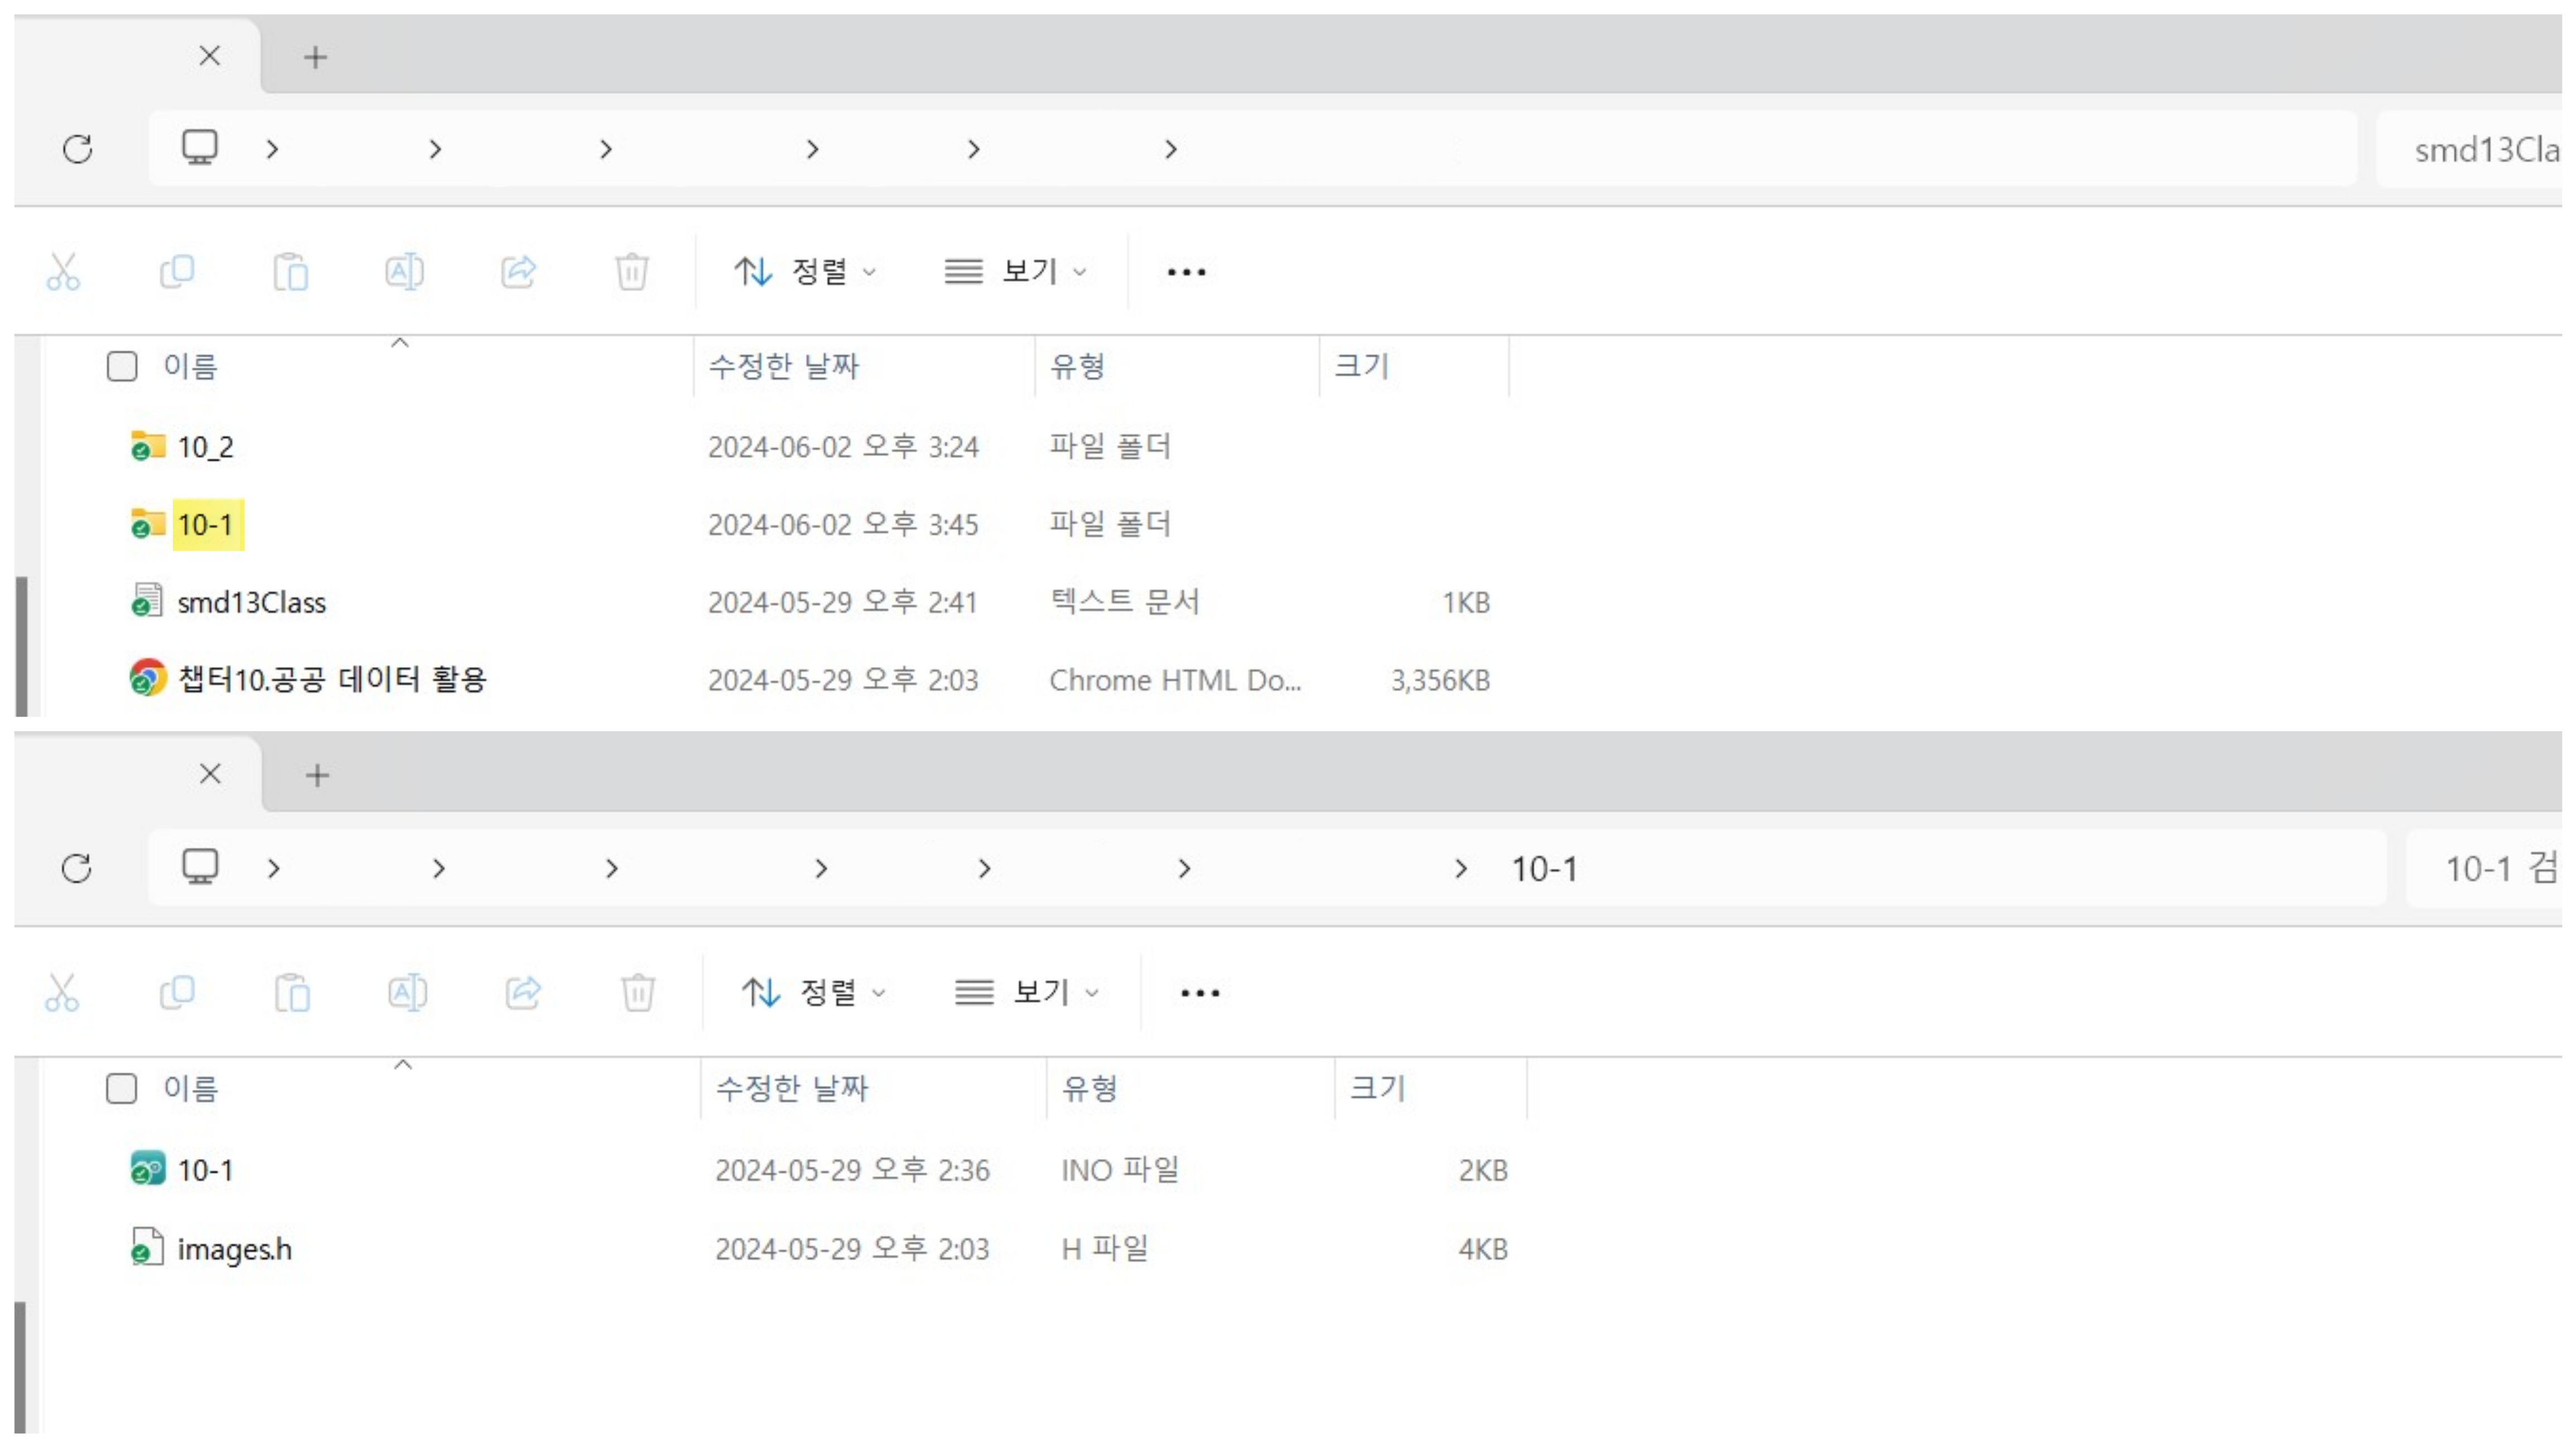 smd13Cla
정렬 보기
이름 수정한 날짜 유형 크기
10_2 2024-06-02 오후 3:24 파일 폴더
10-1 2024-06-02 오후 3:45 파일 폴더
smd13Class 2024-05-29 오후 2:41 텍스트 문서 1KB
챕터10.공공 데이터 활용 2024-05-29 오후 2:03 Chrome HTML Do... 3,356KB
10-1 10-1 검
정렬 보기
이름 수정한 날짜 유형 크기
10-1 2024-05-29 오후 2:36 INO 파일 2KB
images.h 2024-05-29 오후 2:03 H 파일 4KB